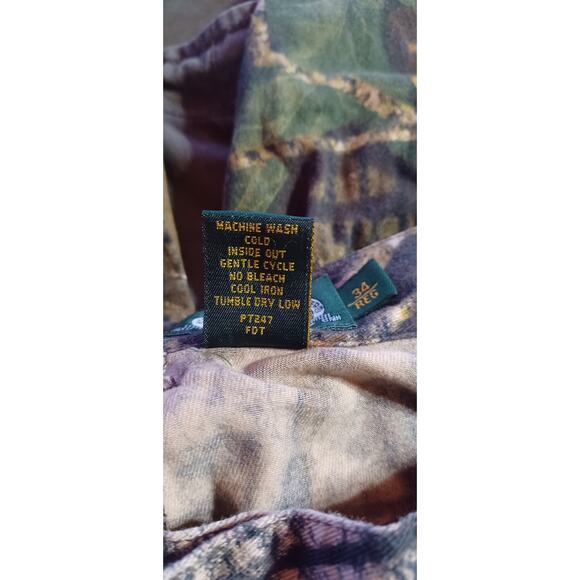 MACHINE WASH
COLD
INSIDE OUT
GENTLE CYCLE
NO BLEACH
COOL IRON
TUMBLE DRY LOW
PT247
FDT
34
REG